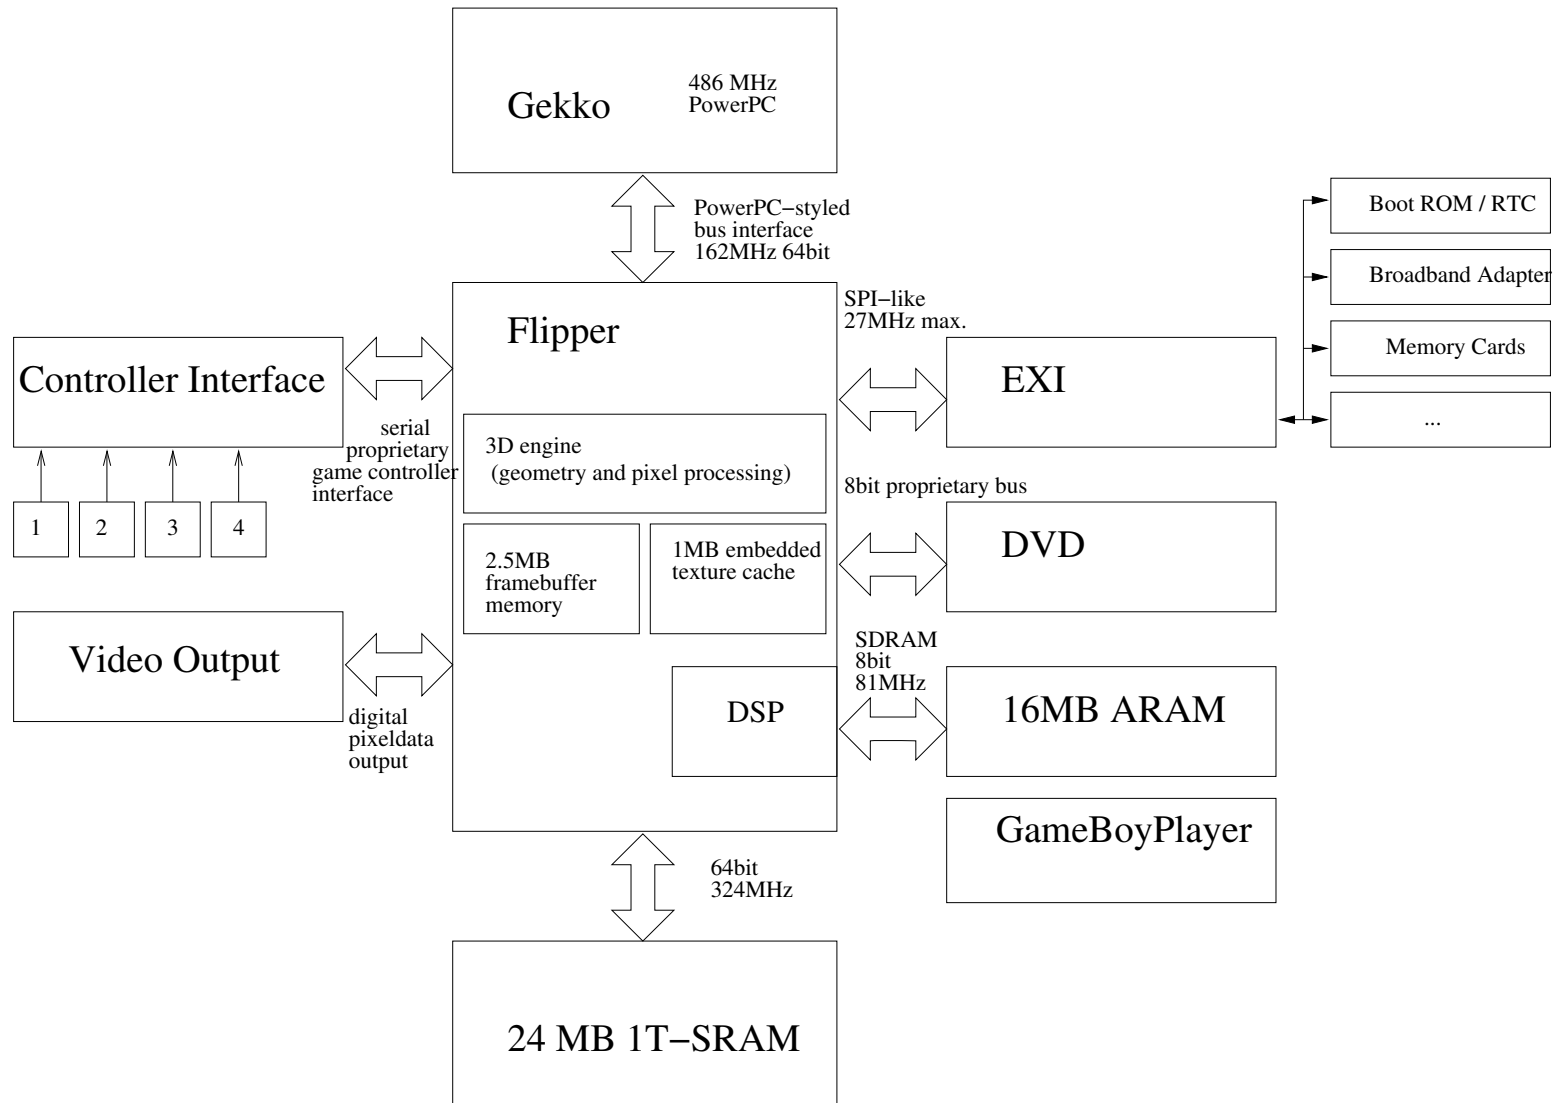 Gekko
486 MHz
PowerPC
PowerPC−styled
bus interface
162MHz 64bit
Boot ROM / RTC
Broadband Adapter
Memory Cards
...
SPI−like
27MHz max.
Flipper
Controller Interface
EXI
serial
proprietary
game controller
interface
3D engine
(geometry and pixel processing)
8bit proprietary bus
1
2
3
4
2.5MB
framebuffer
memory
1MB embedded
texture cache
DVD
Video Output
SDRAM
8bit
81MHz
DSP
16MB ARAM
digital
pixeldata
output
GameBoyPlayer
64bit
324MHz
24 MB 1T−SRAM